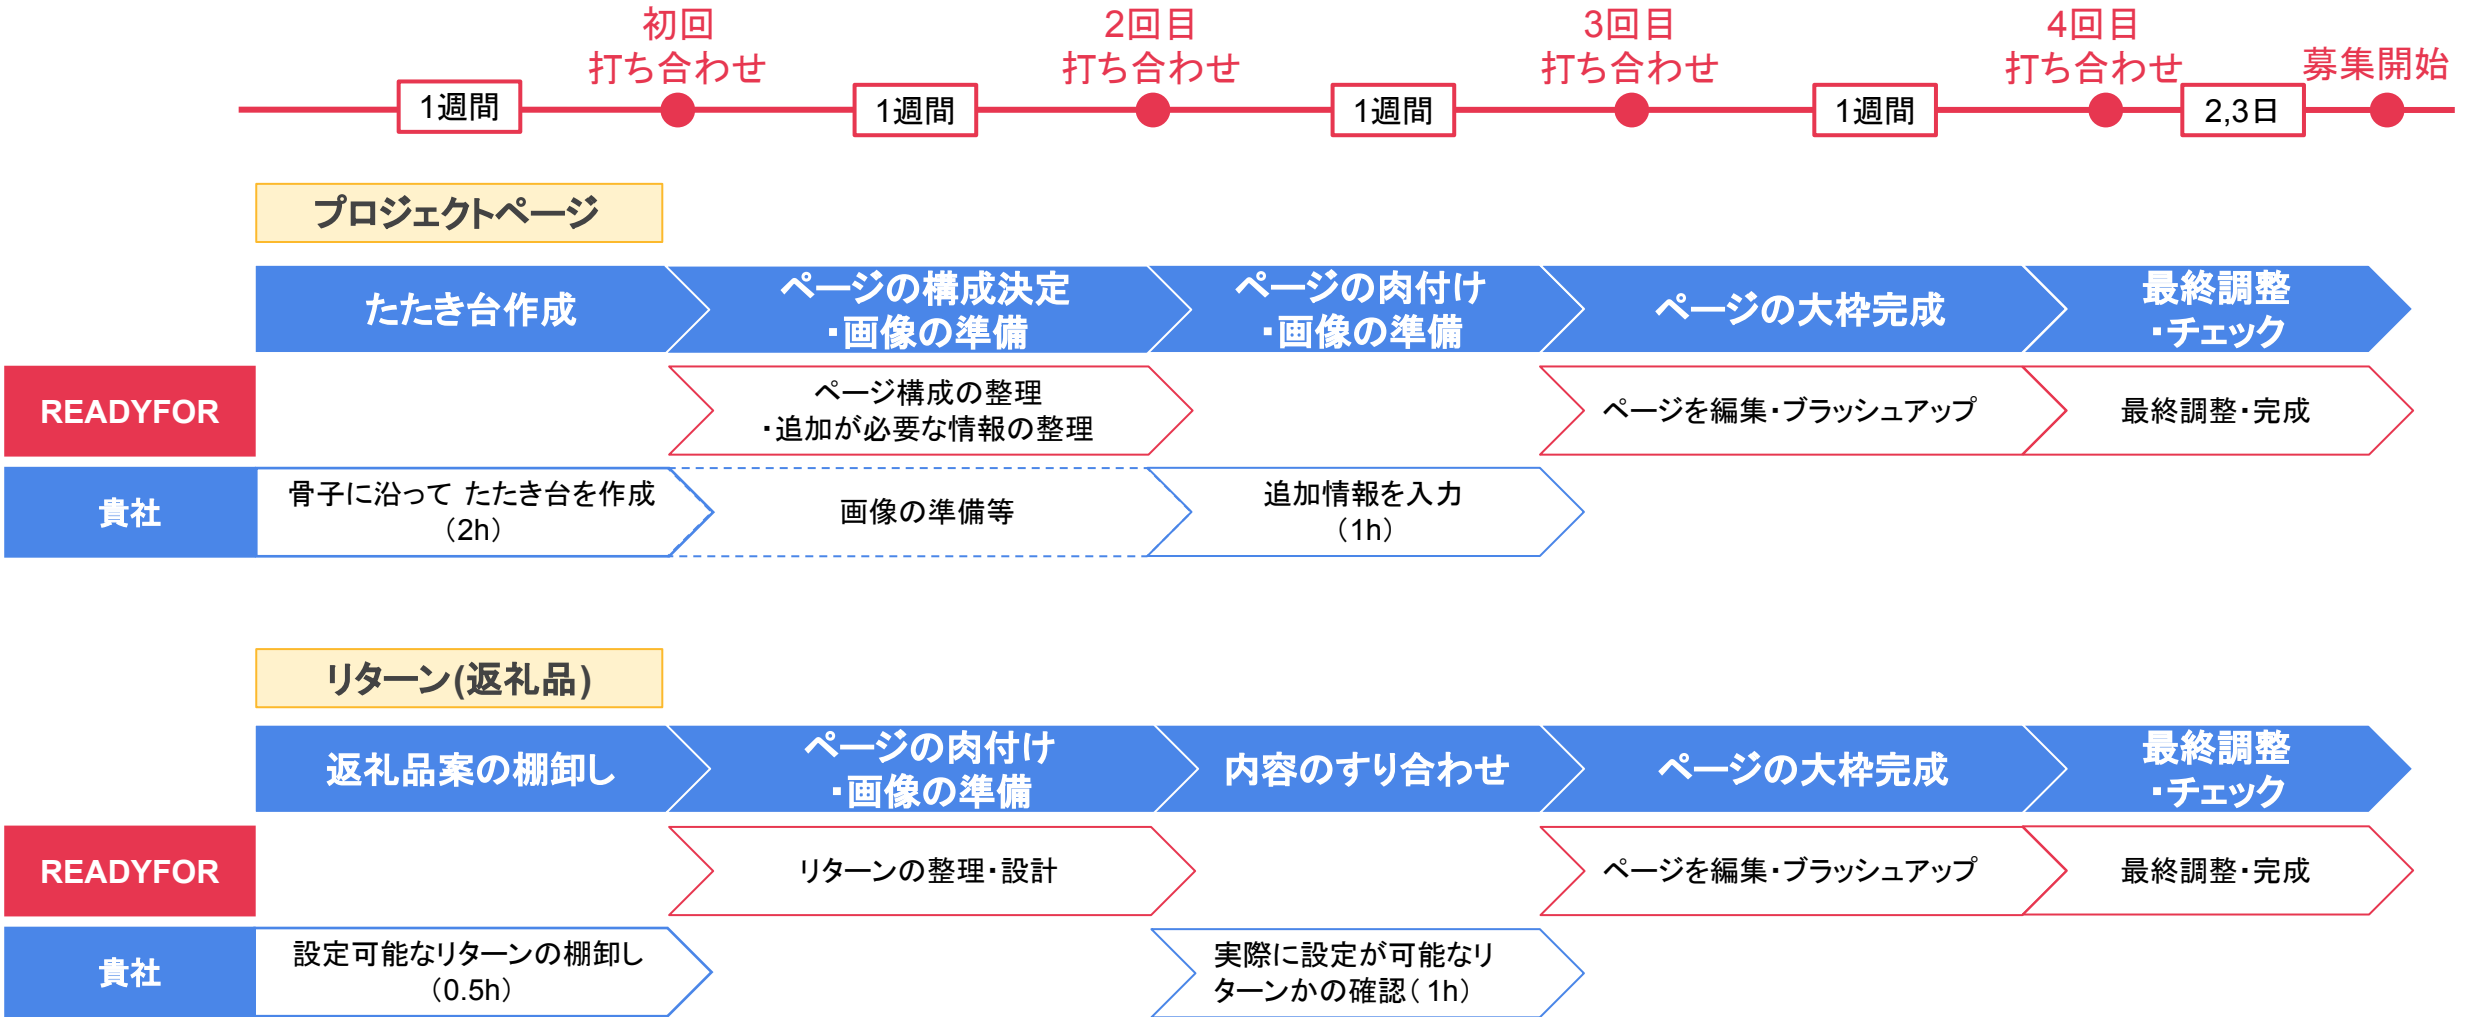 初回
打ち合わせ
2回目
打ち合わせ
3回目
打ち合わせ
4回目
打ち合わせ
募集開始
1週間
1週間
1週間
1週間
2,3日
プロジェクトページ
たたき台作成
ページの構成決定
・画像の準備
ページの肉付け
・画像の準備
ページの大枠完成
最終調整
・チェック
READYFOR
ページ構成の整理
・追加が必要な情報の整理
ページを編集・ブラッシュアップ
最終調整・完成
貴社
骨子に沿って たたき台を作成
（2h）
画像の準備等
追加情報を入力
（1h）
リターン(返礼品)
返礼品案の棚卸し
ページの肉付け
・画像の準備
内容のすり合わせ
ページの大枠完成
最終調整
・チェック
READYFOR
リターンの整理・設計
ページを編集・ブラッシュアップ
最終調整・完成
貴社
設定可能なリターンの棚卸し
（0.5h）
実際に設定が可能なリ
ターンかの確認（1h）